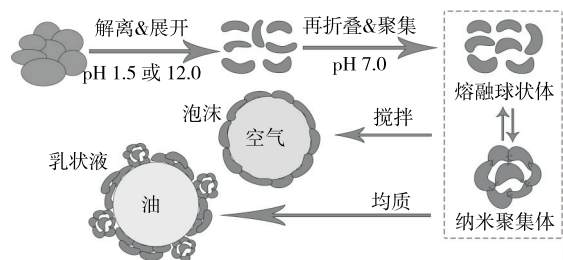 解离&展开
pH 1.5 或 12.0
再折叠&聚集
pH 7.0
熔融球状体
纳米聚集体
搅拌
泡沫
空气
均质
乳状液
油